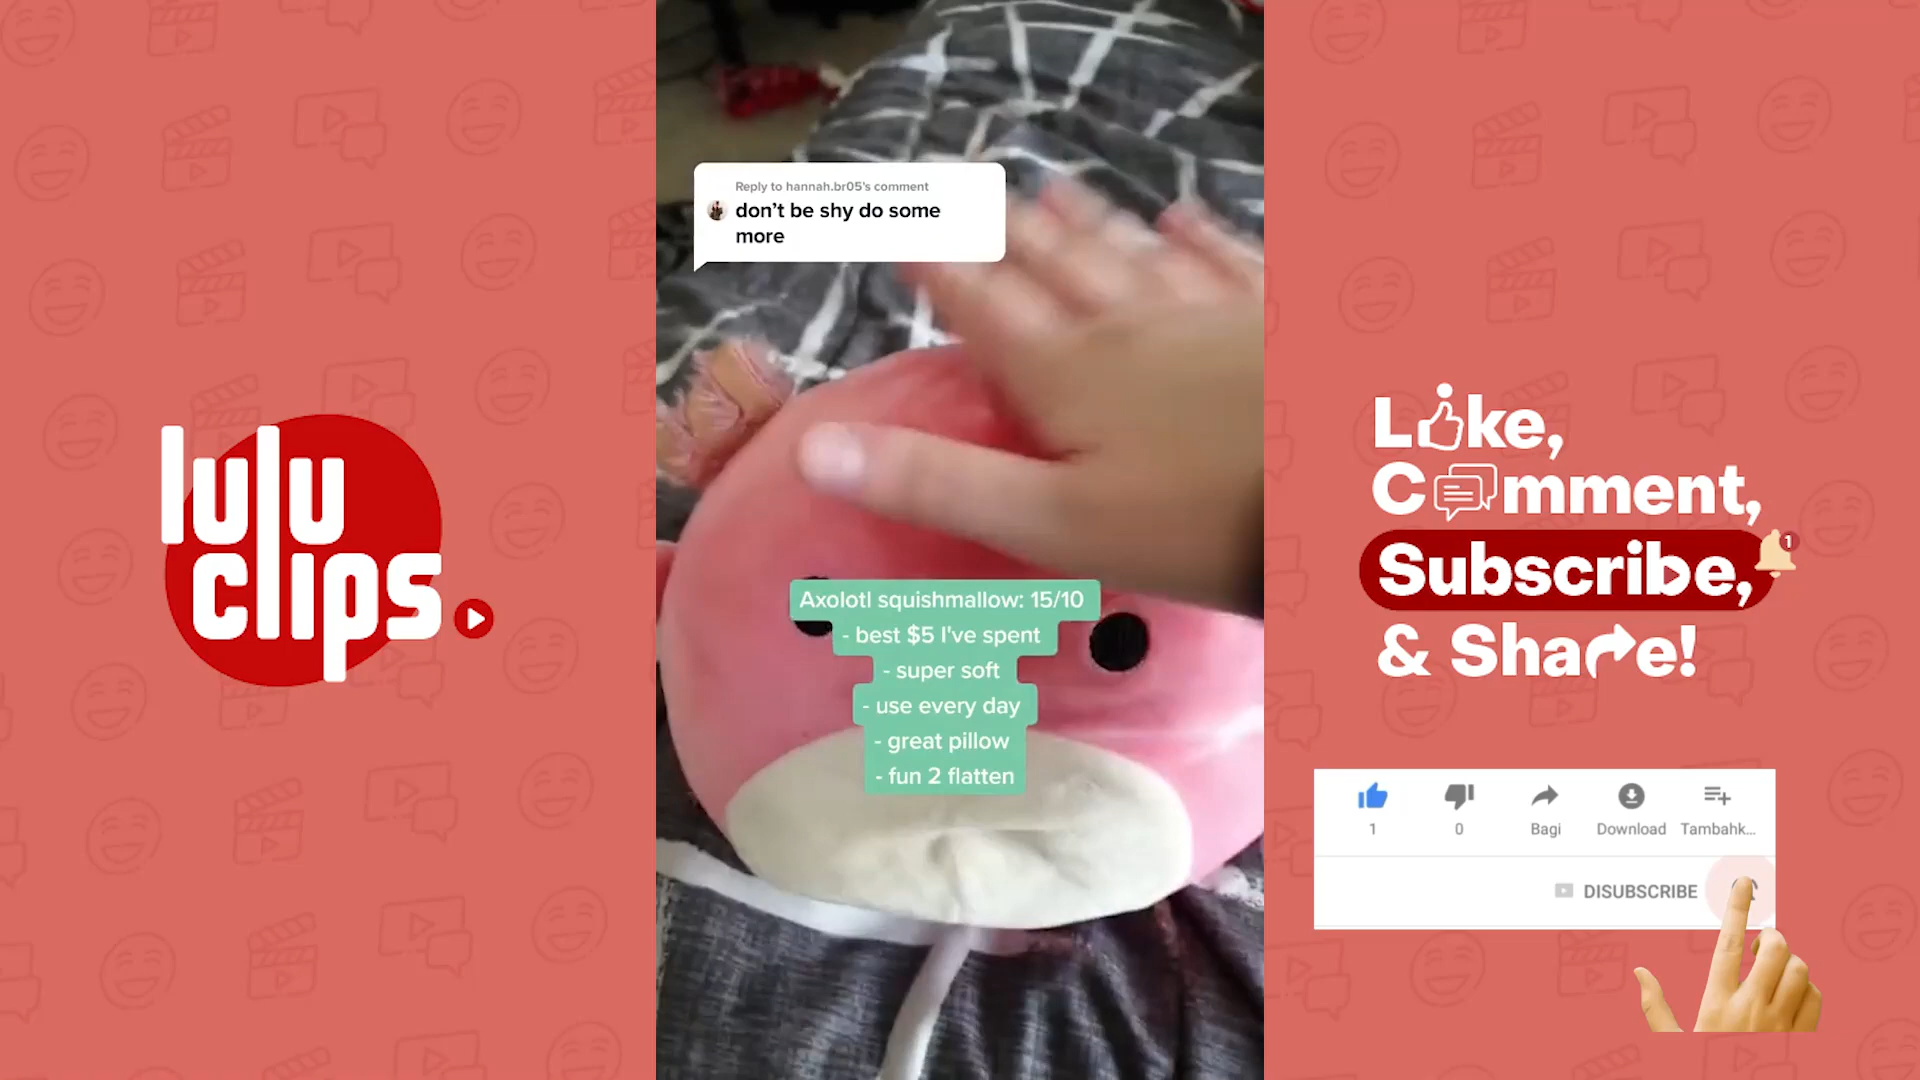 lulu
clips
Reply to hannah.br05's comment
don't be shy do some
more
Axolotl squishmallow: 15/10
- best $5 I've spent
- super soft
- use every day
- great pillow
- fun 2 flatten
Like,
Comment,
Subscribe,
1
& Share!
1
0
Bagi
Download
Tambahk...
DISUBSCRIBE